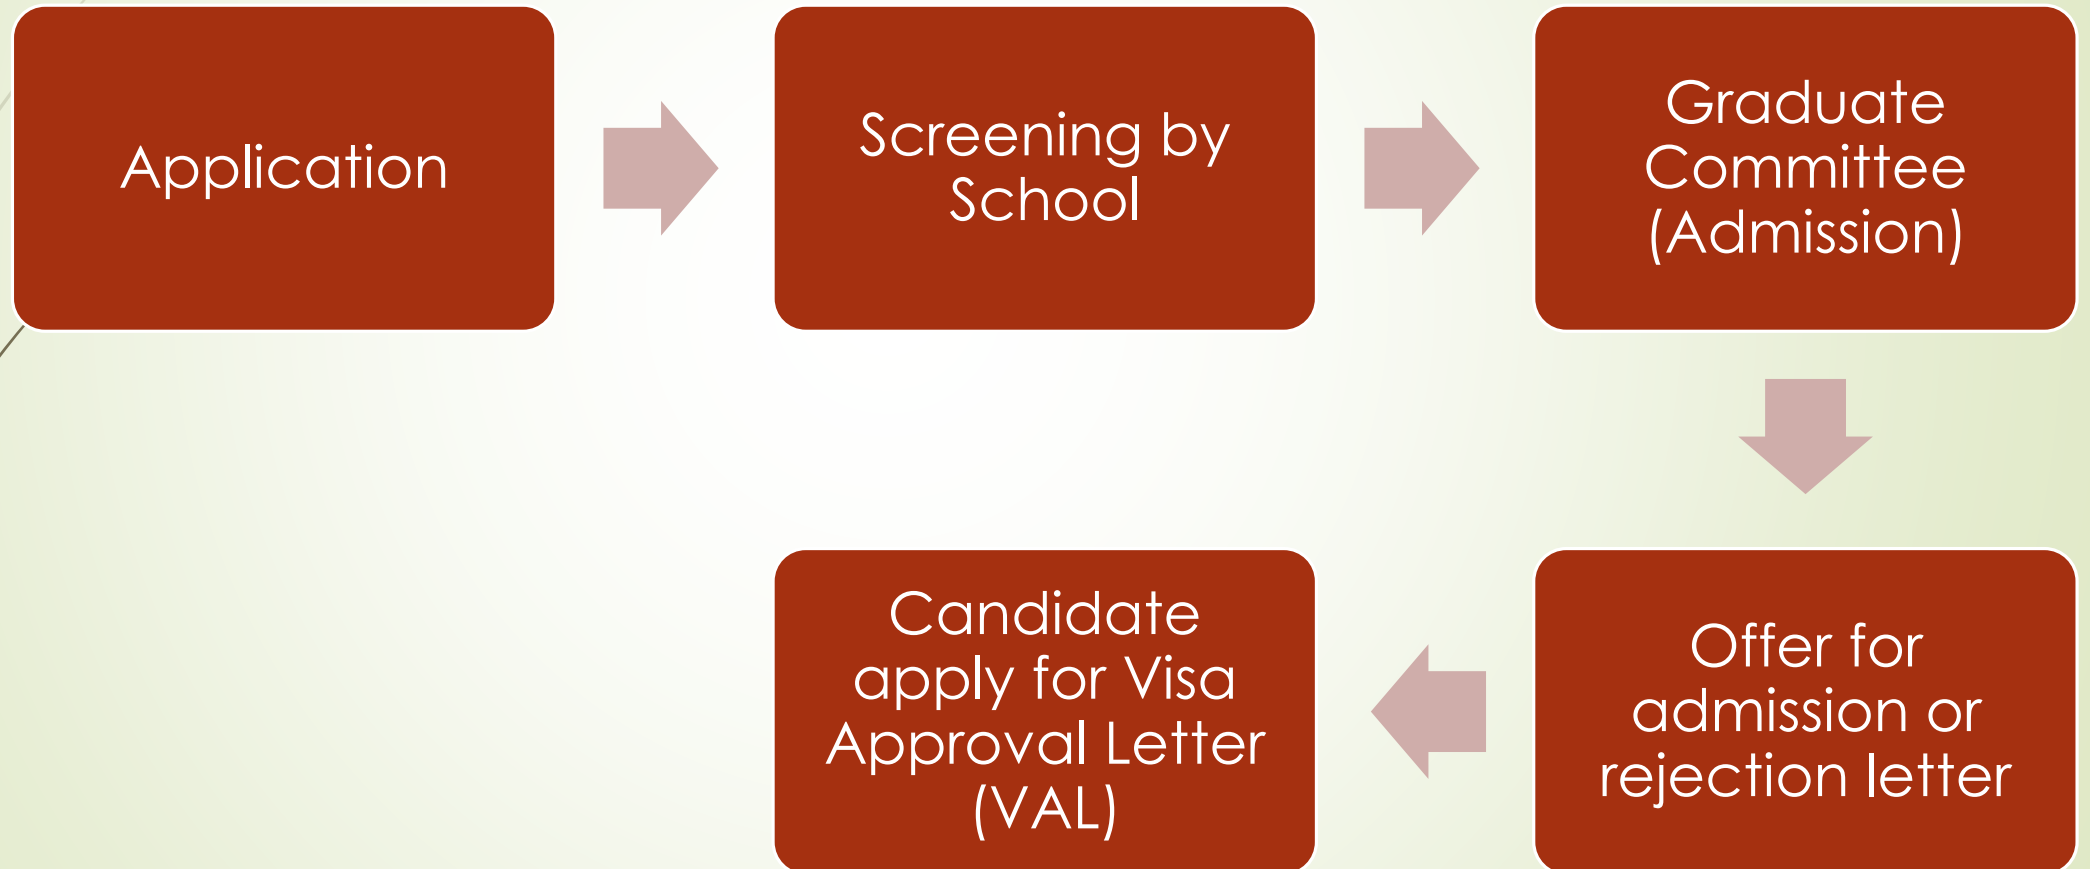 Application
Screening by
School
Graduate
Committee
(Admission)
Offer for
admission or
rejection letter
Candidate
apply for Visa
Approval Letter
(VAL)